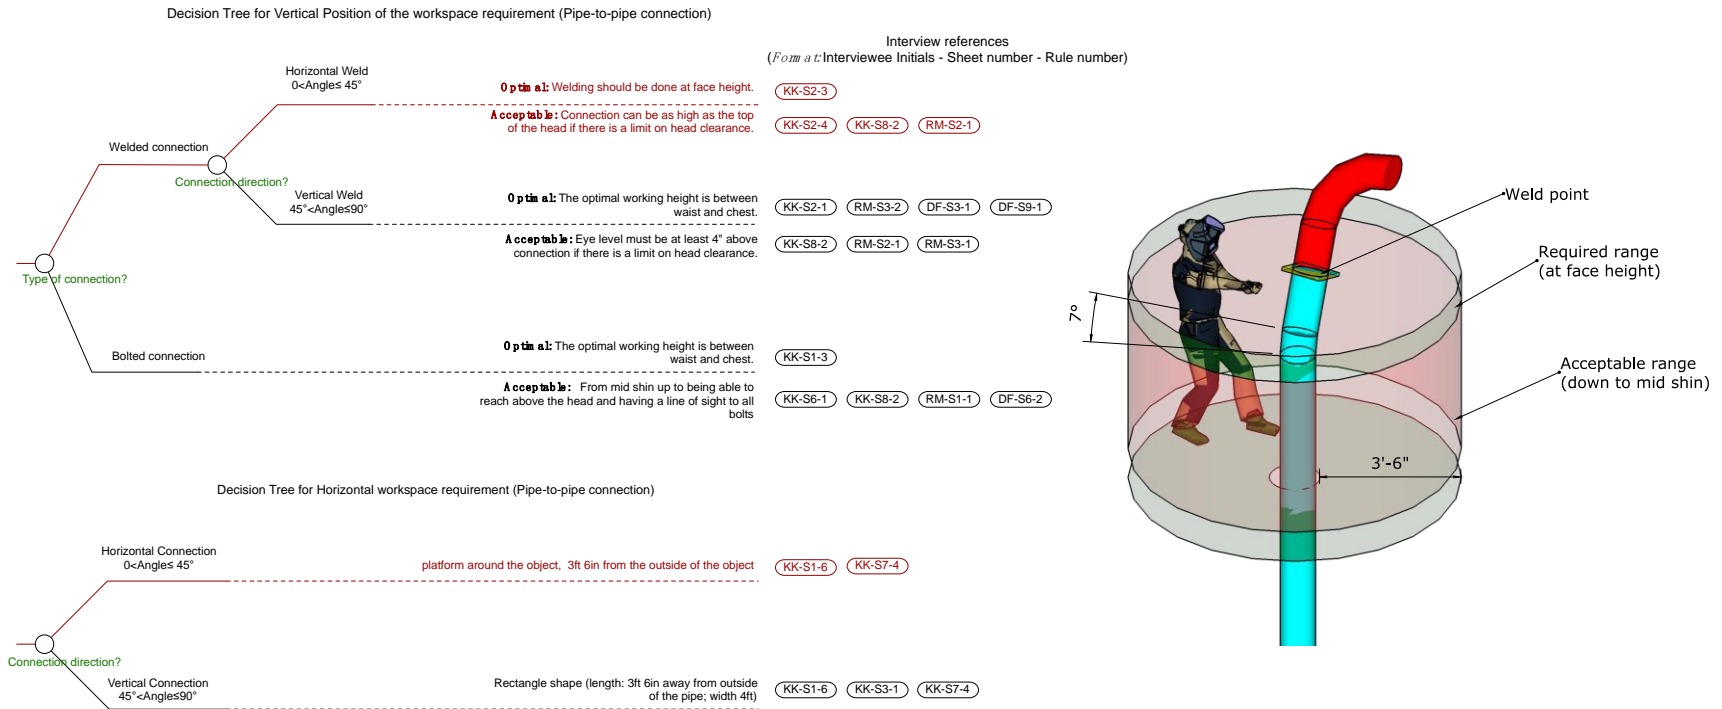 Decision Tree for Vertical Position of the workspace requirement (Pipe-to-pipe connection)
Interview references
(Format:Interviewee Initials - Sheet number - Rule number)
Horizontal Weld
0<Angle≤ 45°
Optimal: Welding should be done at face height.
KK-S2-3
Acceptable: Connection can be as high as the top
of the head if there is a limit on head clearance.
KK-S2-4 KK-S8-2 RM-S2-1
Welded connection
Connection direction?
Vertical Weld
45°<Angle≤90°
Optimal: The optimal working height is between
waist and chest.
KK-S2-1 RM-S3-2 DF-S3-1 DF-S9-1
Acceptable: Eye level must be at least 4" above
connection if there is a limit on head clearance.
KK-S8-2 RM-S2-1 RM-S3-1
Type of connection?
Bolted connection
Optimal: The optimal working height is between
waist and chest.
KK-S1-3
Acceptable: From mid shin up to being able to
reach above the head and having a line of sight to all
bolts
KK-S6-1 KK-S8-2 RM-S1-1 DF-S6-2
Weld point
Required range
(at face height)
7°
Acceptable range
(down to mid shin)
3'-6"
Decision Tree for Horizontal workspace requirement (Pipe-to-pipe connection)
Horizontal Connection
0<Angle≤ 45°
platform around the object, 3ft 6in from the outside of the object
KK-S1-6 KK-S7-4
Connection direction?
Vertical Connection
45°<Angle≤90°
Rectangle shape (length: 3ft 6in away from outside
of the pipe; width 4ft)
KK-S1-6 KK-S3-1 KK-S7-4